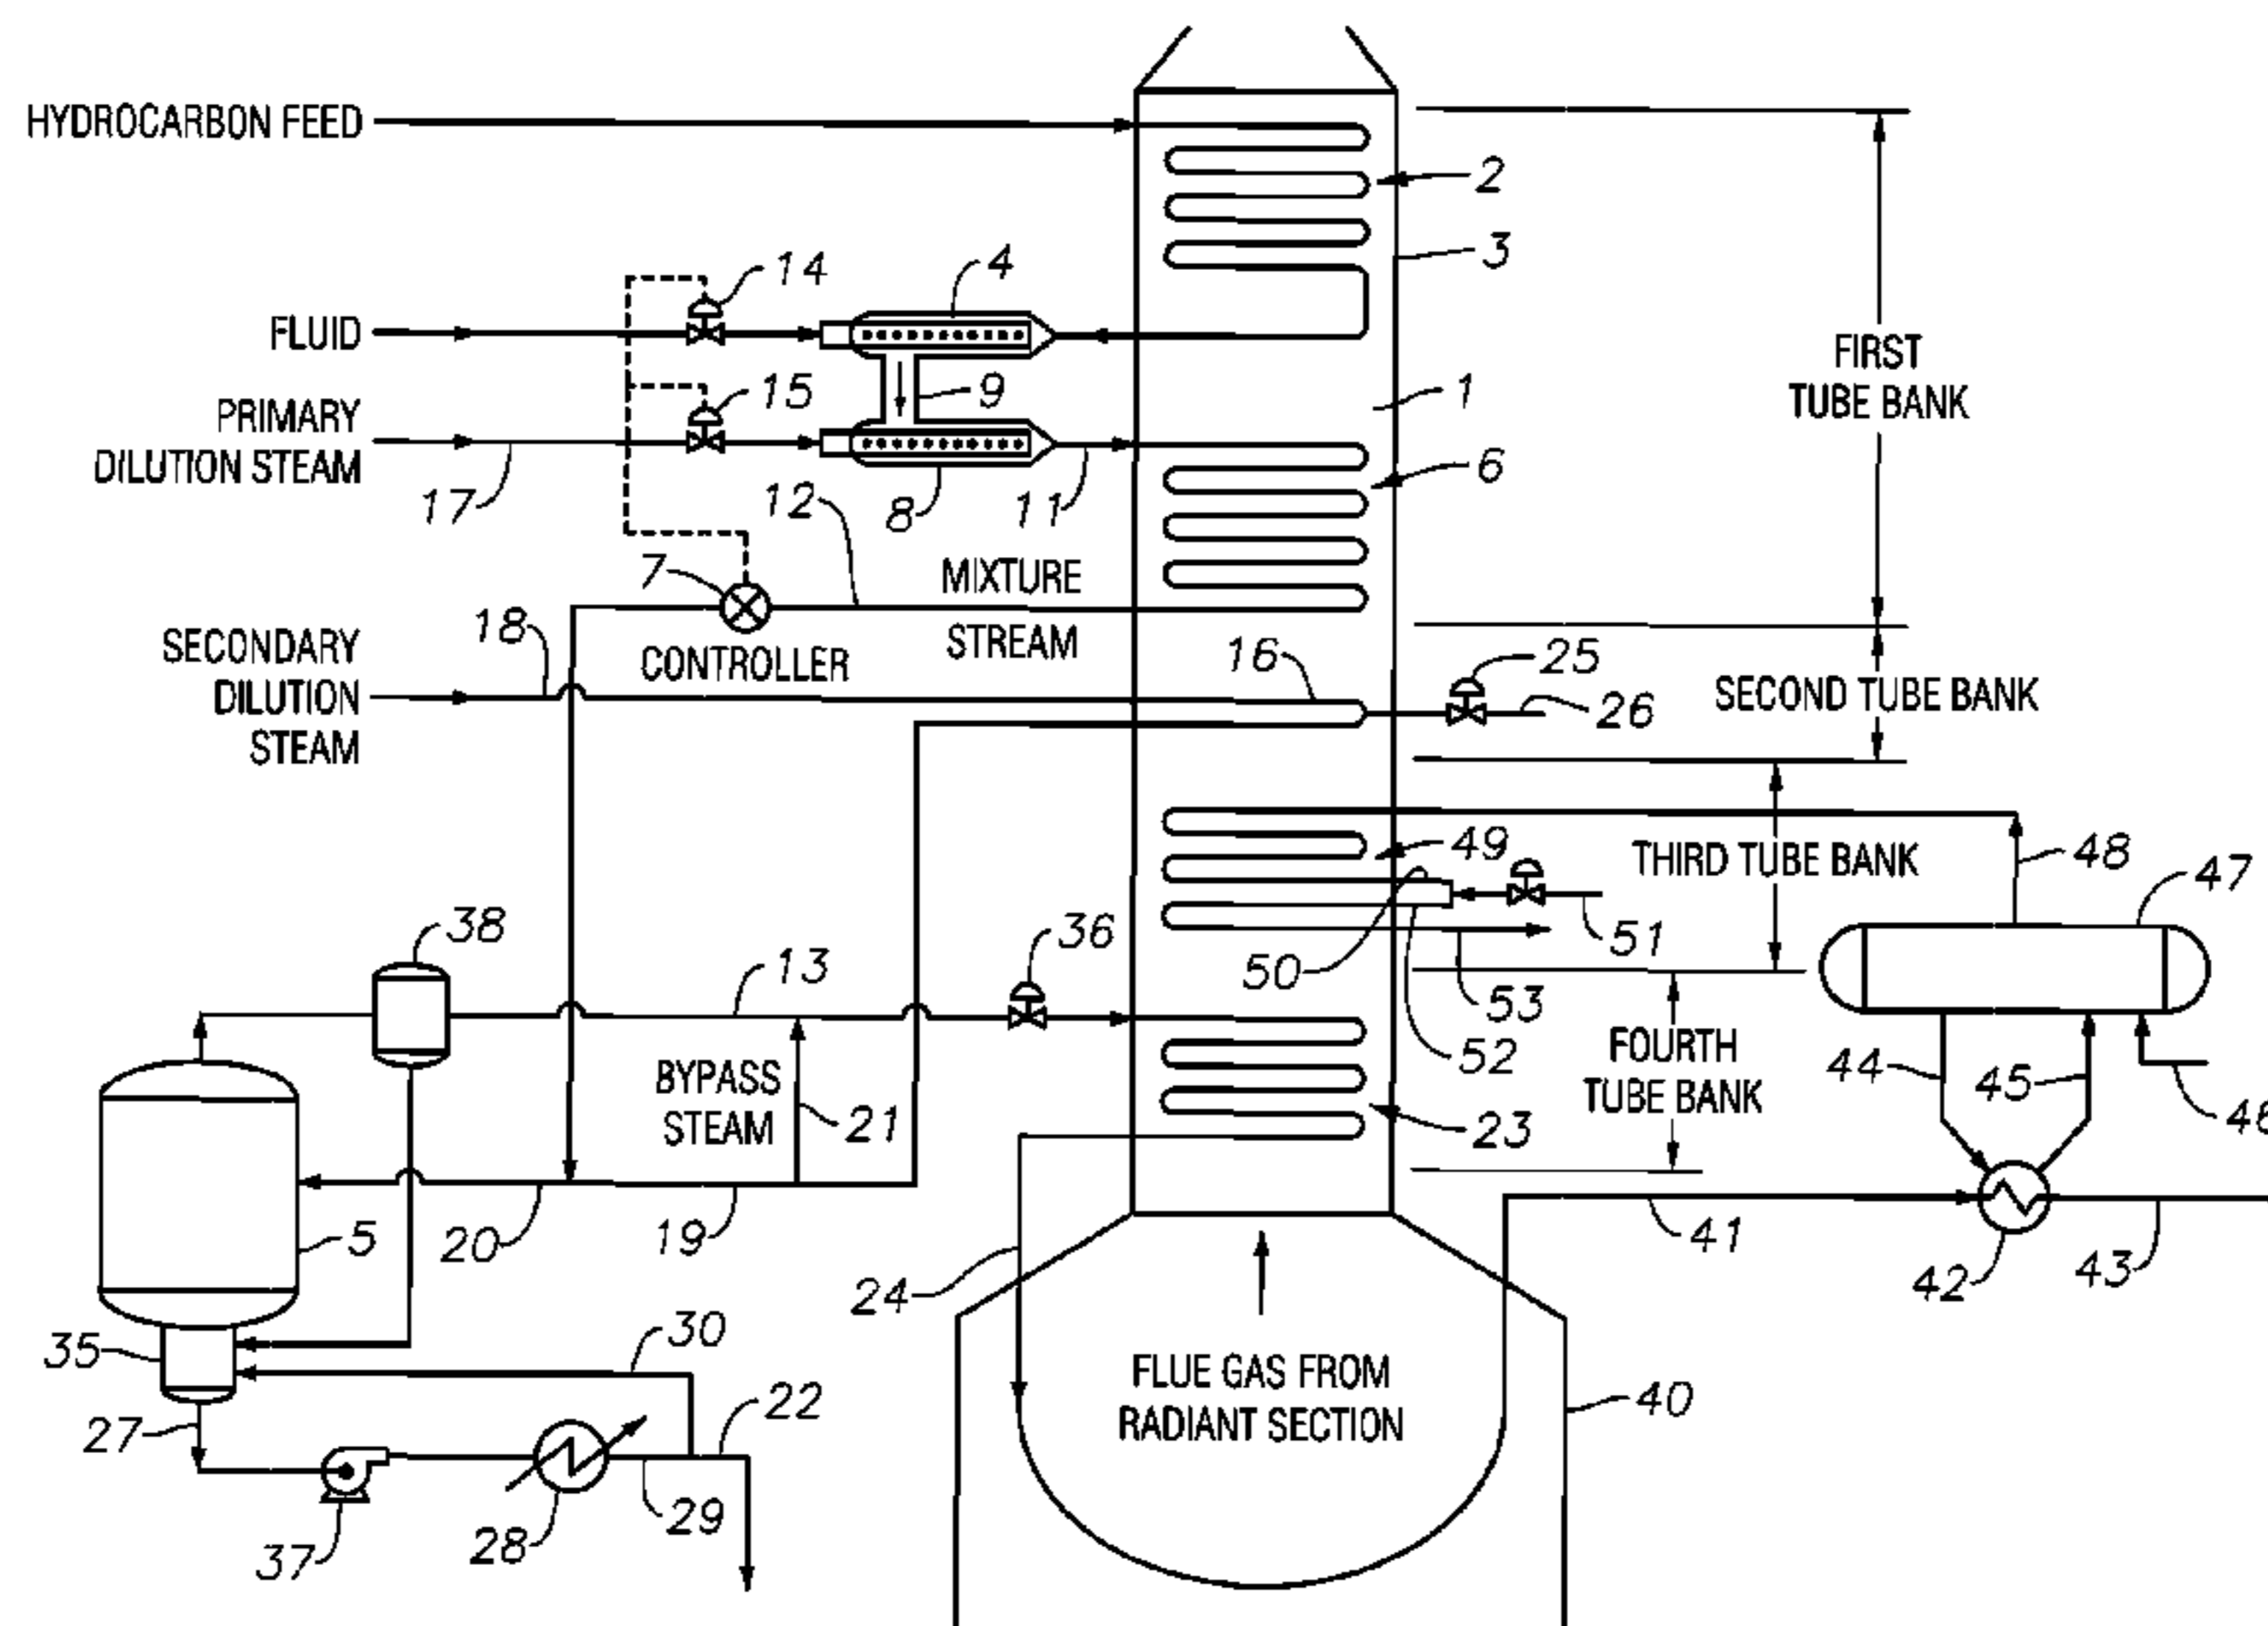 HYDROCARBON FEED
2
3
4
14
FLUID
FIRST
TUBE BANK
15
9
1
PRIMARY
DILUTION STEAM
6
17
12
8
11
7
MIXTURE
STREAM
SECONDARY
DILUTION
STEAM
18
CONTROLLER
16
25
26
SECOND TUBE BANK
49
THIRD TUBE BANK
48
47
38
13
36
50
51
53
52
BYPASS
STEAM
21
23
FOURTH
TUBE BANK
44
45
46
5
20
19
24
41
42
43
35
30
FLUE GAS FROM
RADIANT SECTION
40
27
22
37
28
29